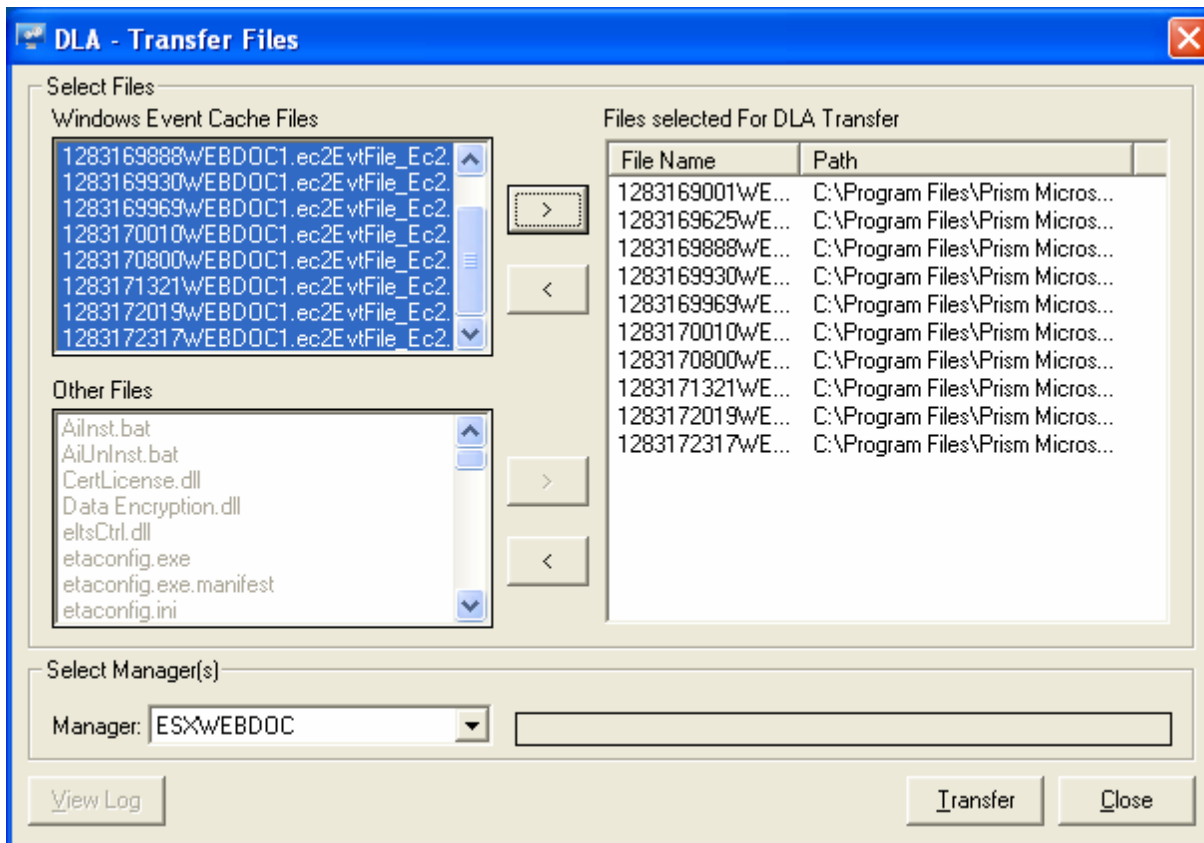 DLA - Transfer Files
Select Files
Windows Event Cache Files
1283169888WEBDOC1.ec2EvtFile_Ec2.
1283169930WEBDOC1.ec2EvtFile_Ec2.
1283169969WEBDOC1.ec2EvtFile_Ec2.
1283170010WEBDOC1.ec2EvtFile_Ec2.
1283170800WEBDOC1.ec2EvtFile_Ec2.
1283171321WEBDOC1.ec2EvtFile_Ec2.
1283172019WEBDOC1.ec2EvtFile_Ec2.
1283172317WEBDOC1.ec2EvtFile_Ec2.
>
<
Other Files
AiInst.bat
AiUnInst.bat
CertLicense.dll
Data Encryption.dll
eltsCtrl.dll
etaconfig.exe
etaconfig.exe.manifest
etaconfig.ini
>
<
Files selected For DLA Transfer
File Name Path
1283169001WE... C:\Program Files\Prism Micros...
1283169625WE... C:\Program Files\Prism Micros...
1283169888WE... C:\Program Files\Prism Micros...
1283169930WE... C:\Program Files\Prism Micros...
1283169969WE... C:\Program Files\Prism Micros...
1283170010WE... C:\Program Files\Prism Micros...
1283170800WE... C:\Program Files\Prism Micros...
1283171321WE... C:\Program Files\Prism Micros...
1283172019WE... C:\Program Files\Prism Micros...
1283172317WE... C:\Program Files\Prism Micros...
Select Manager(s)
Manager: ESXWEBDOC
View Log Transfer Close